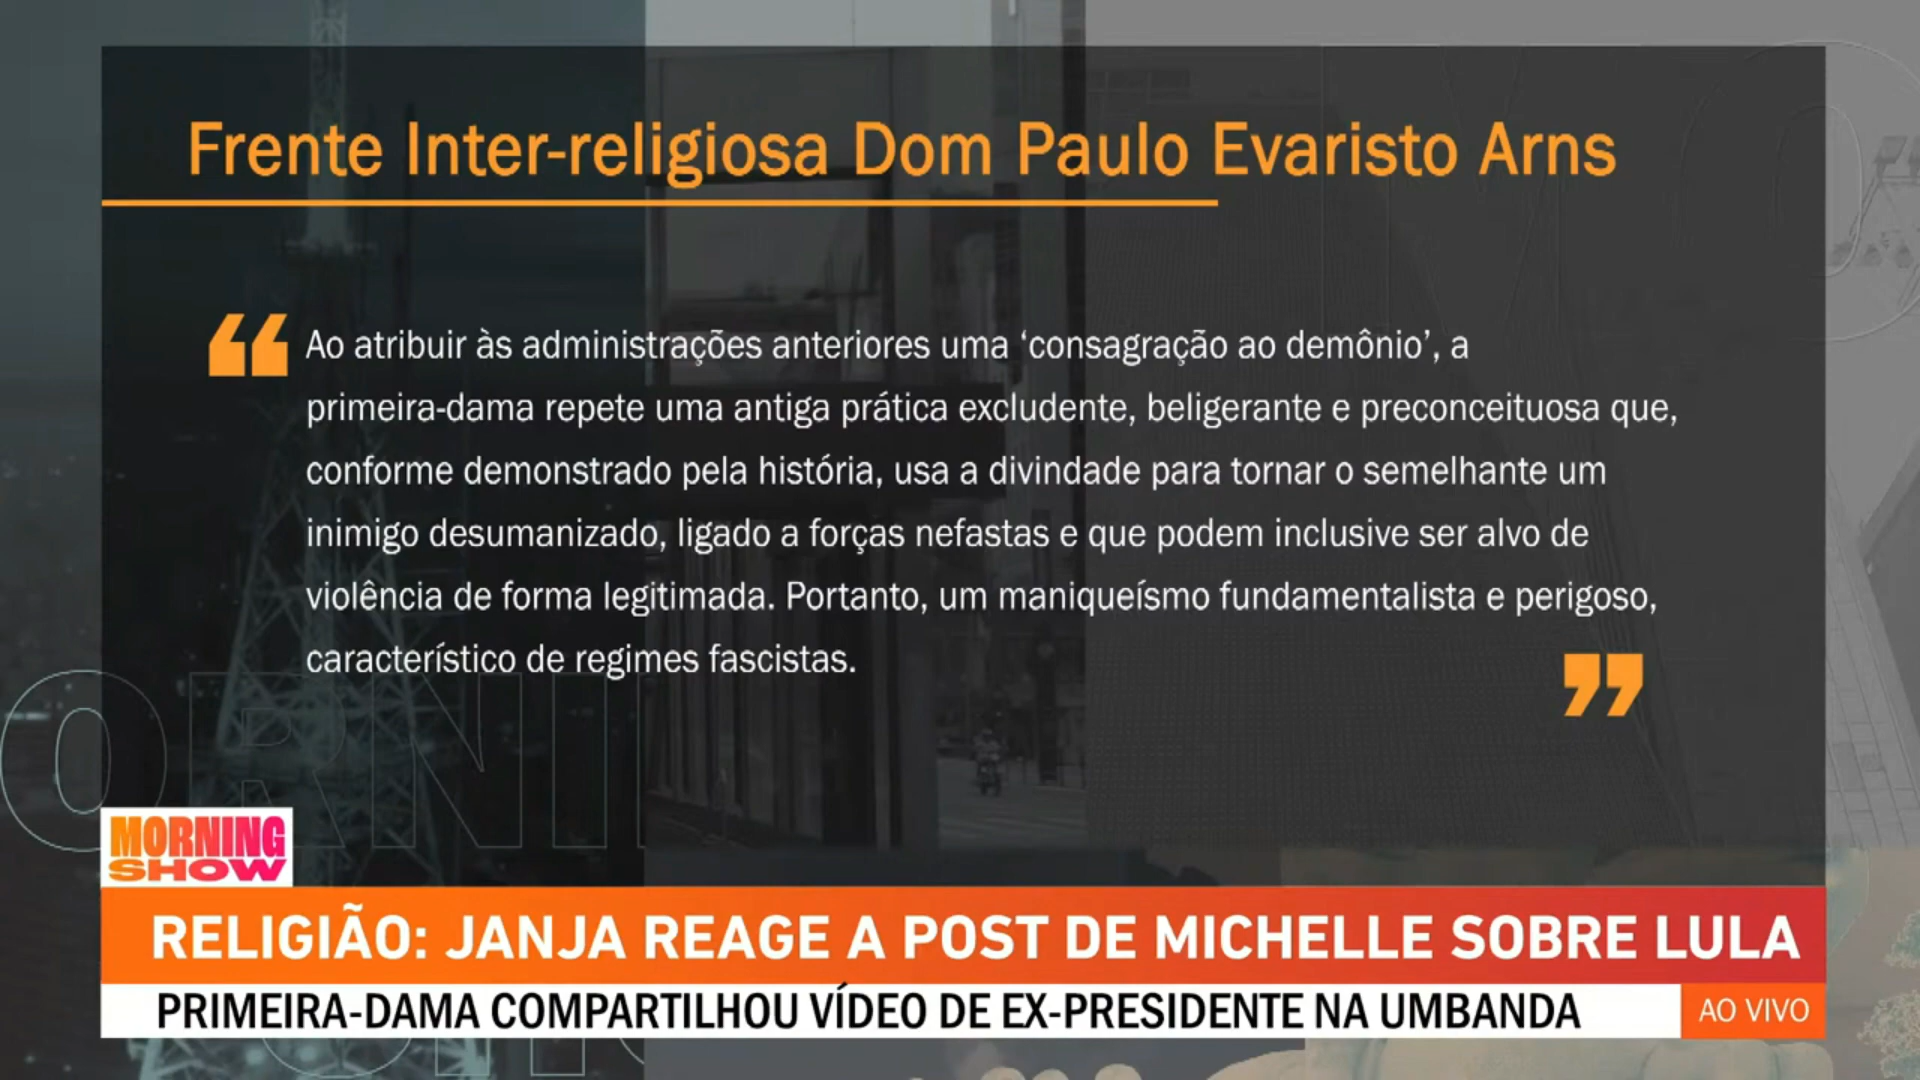 Frente Inter-religiosa Dom Paulo Evaristo Arns
“Ao atribuir às administrações anteriores uma ‘consagração ao demônio’, a
primeira-dama repete uma antiga prática excludente, beligerante e preconceituosa que,
conforme demonstrado pela história, usa a divindade para tornar o semelhante um
inimigo desumanizado, ligado a forças nefastas e que podem inclusive ser alvo de
violência de forma legitimada. Portanto, um maniqueísmo fundamentalista e perigoso,
característico de regimes fascistas.”
ORNI
MORNING
SHOW
RELIGIÃO: JANJA REAGE A POST DE MICHELLE SOBRE LULA
PRIMEIRA-DAMA COMPARTILHOU VÍDEO DE EX-PRESIDENTE NA UMBANDA
AO VIVO